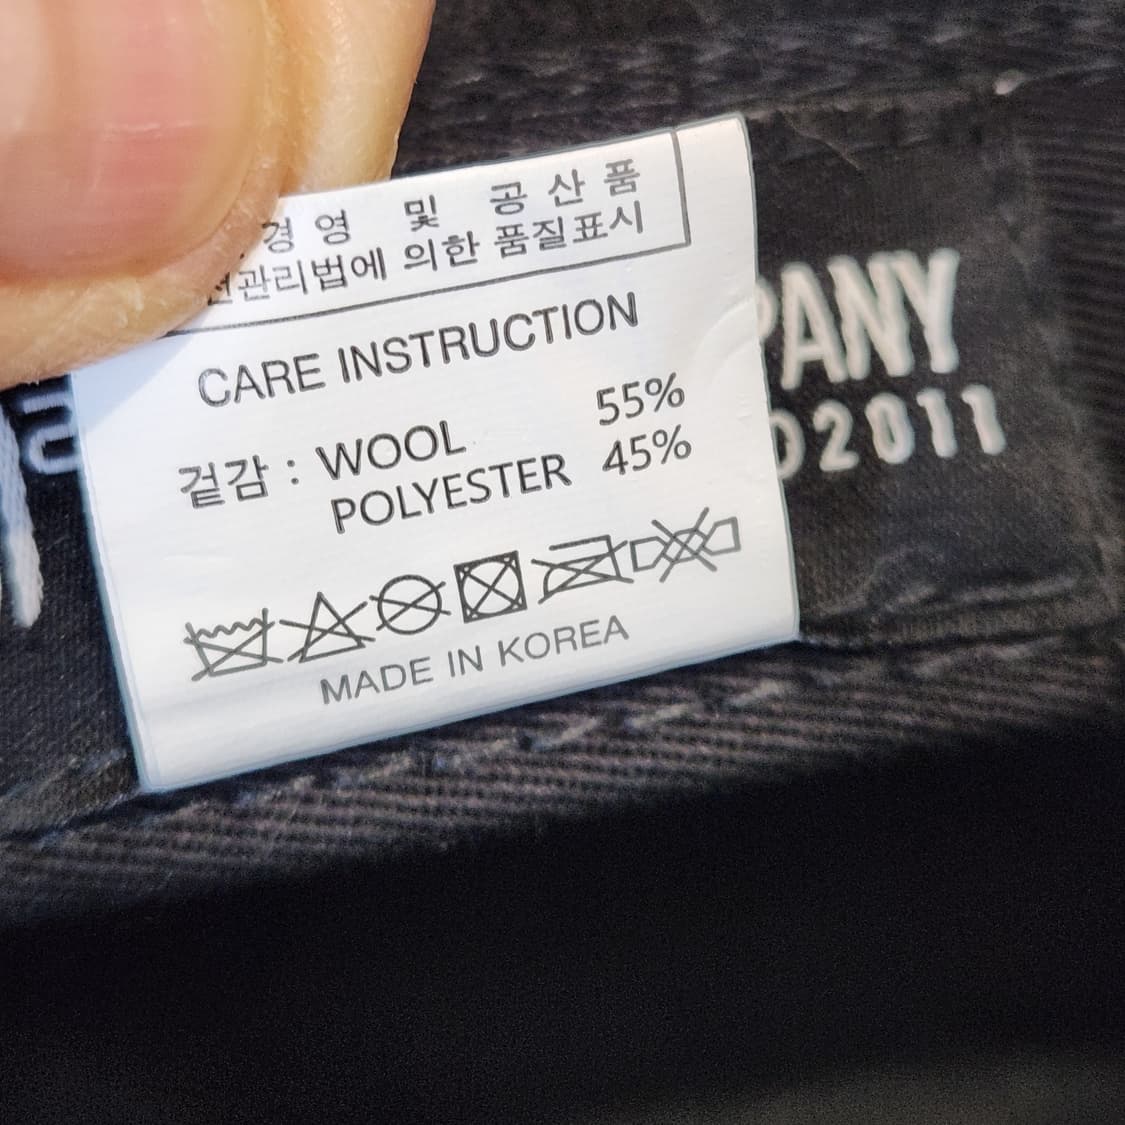 경영 및 공산품
관리법에 의한 품질표시
CARE INSTRUCTION
겉감 : WOOL 55%
POLYESTER 45%
MADE IN KOREA
PANY
2011